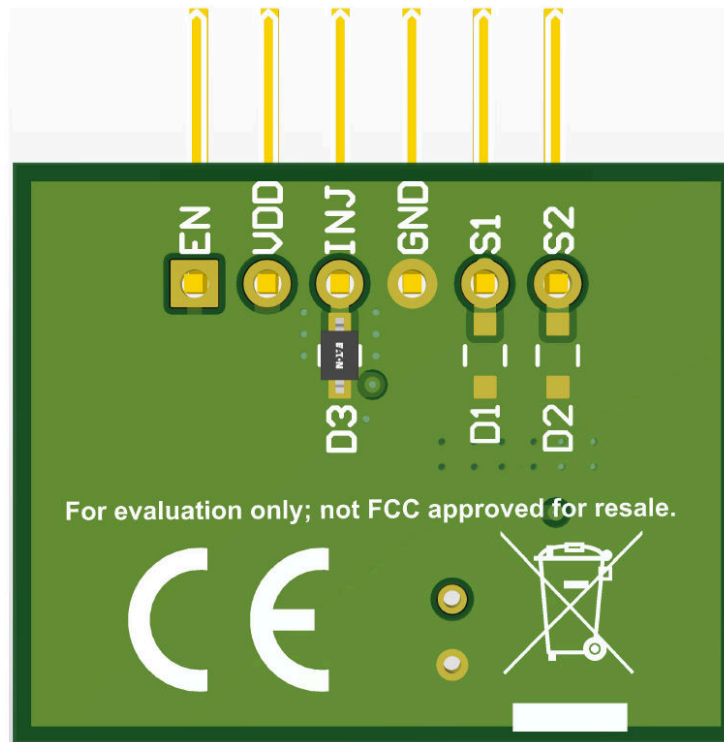 EN VDD INJ GND S1 S2
D3 D1 D2
For evaluation only; not FCC approved for resale.
CE